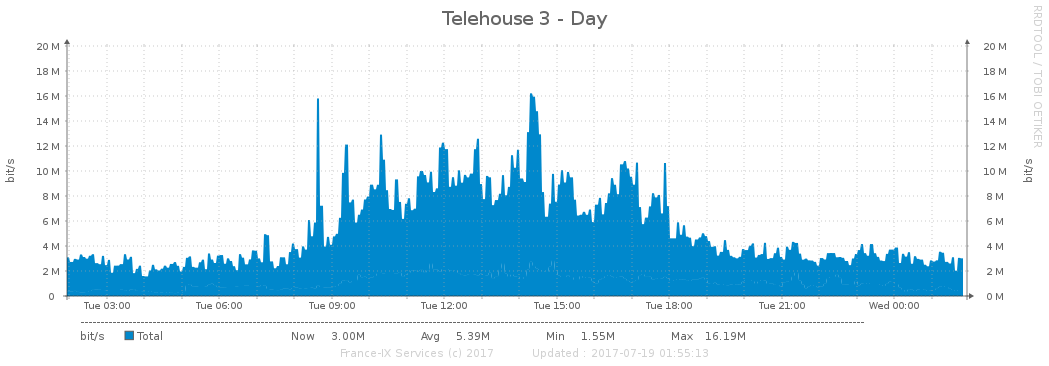 Telehouse 3 - Day
RRDTOOL / TOBI OETIKER
20 M 20 M
18 M 18 M
16 M 16 M
14 M 14 M
12 M 12 M
10 M 10 M
8 M 8 M
6 M 6 M
4 M 4 M
2 M 2 M
0 0 M
bit/s
bit/s
Tue 03:00 Tue 06:00 Tue 09:00 Tue 12:00 Tue 15:00 Tue 18:00 Tue 21:00 Wed 00:00
bit/s Total Now 3.00M Avg 5.39M Min 1.55M Max 16.19M
France-IX Services (c) 2017 Updated : 2017-07-19 01:55:13